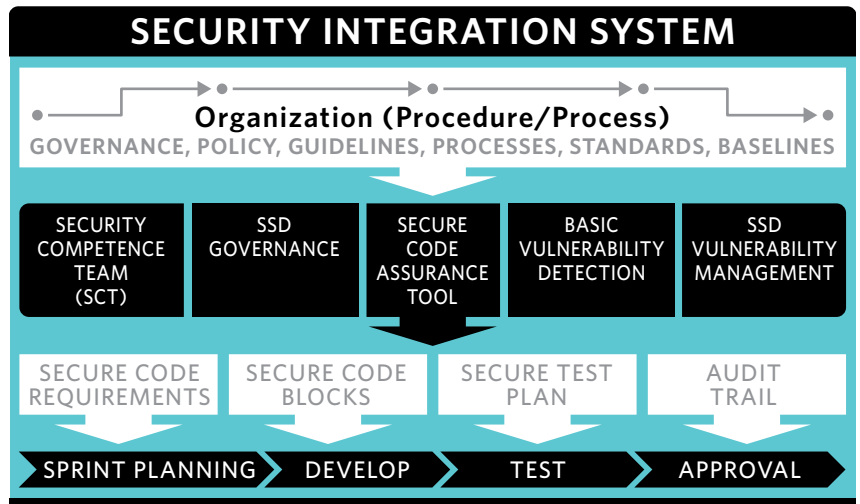 SECURITY INTEGRATION SYSTEM
Organization (Procedure/Process)
GOVERNANCE, POLICY, GUIDELINES, PROCESSES, STANDARDS, BASELINES
SECURITY
COMPETENCE
TEAM
(SCT)
SSD
GOVERNANCE
SECURE
CODE
ASSURANCE
TOOL
BASIC
VULNERABILITY
DETECTION
SSD
VULNERABILITY
MANAGEMENT
SECURE CODE
REQUIREMENTS
SECURE CODE
BLOCKS
SECURE TEST
PLAN
AUDIT
TRAIL
SPRINT PLANNING
DEVELOP
TEST
APPROVAL